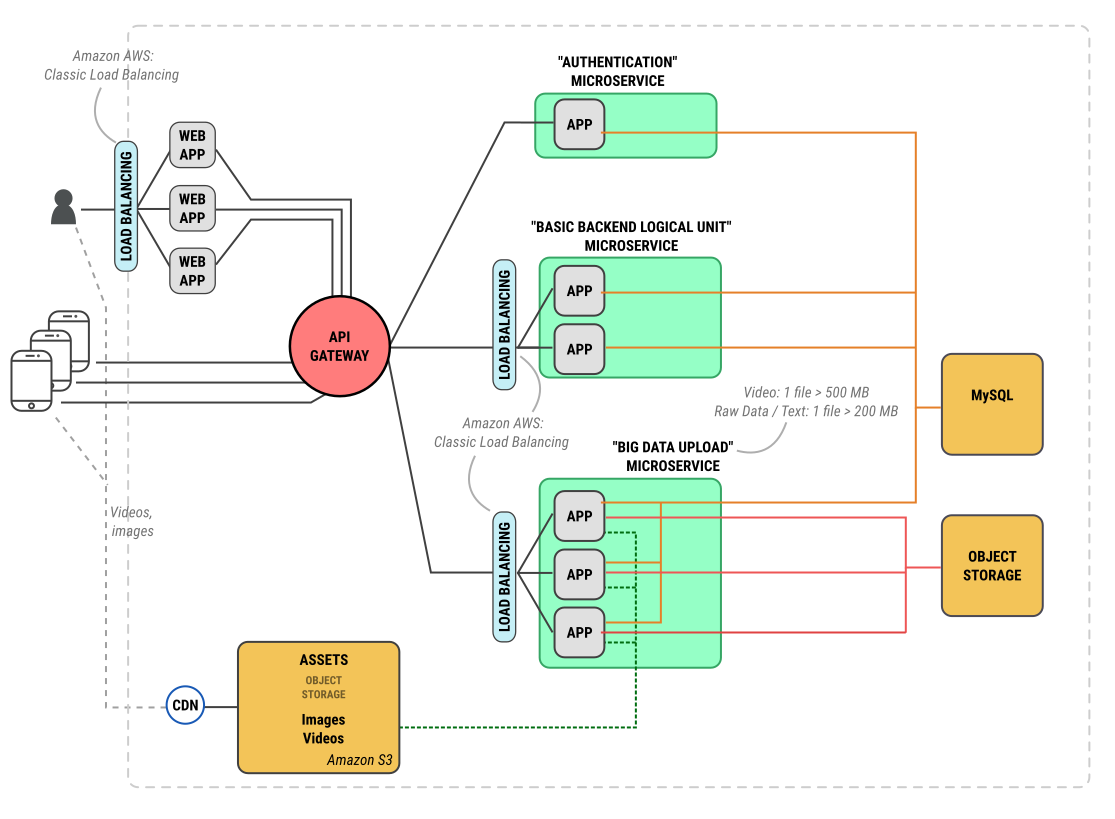 Amazon AWS:
Classic Load Balancing
LOAD BALANCING
WEB
APP
WEB
APP
WEB
APP
API
GATEWAY
"AUTHENTICATION"
MICROSERVICE
APP
"BASIC BACKEND LOGICAL UNIT"
MICROSERVICE
LOAD BALANCING
APP
APP
Amazon AWS:
Classic Load Balancing
Video: 1 file > 500 MB
Raw Data / Text: 1 file > 200 MB
"BIG DATA UPLOAD"
MICROSERVICE
LOAD BALANCING
APP
APP
APP
MySQL
OBJECT
STORAGE
Videos,
images
CDN
ASSETS
OBJECT
STORAGE
Images
Videos
Amazon S3